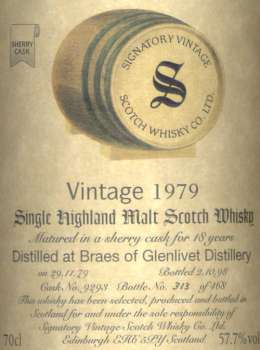 SHERRY
CASK
SIGNATORY VINTAGE
S
SCOTCH WHISKY CO. LTD.
Vintage 1979
Single Highland Malt Scotch Whisky
Matured in a sherry cask for 18 years
Distilled at Braes of Glenlivet Distillery
on 29.11.79 Bottled 2.10.98
Cask No. 9293 Bottle No. 313 of 468
This whisky has been selected, produced and bottled in
Scotland for and under the sole responsibility of
Signatory Vintage Scotch Whisky Co. Ltd.
70cl Edinburgh EH6 5PY Scotland 57.7%vol